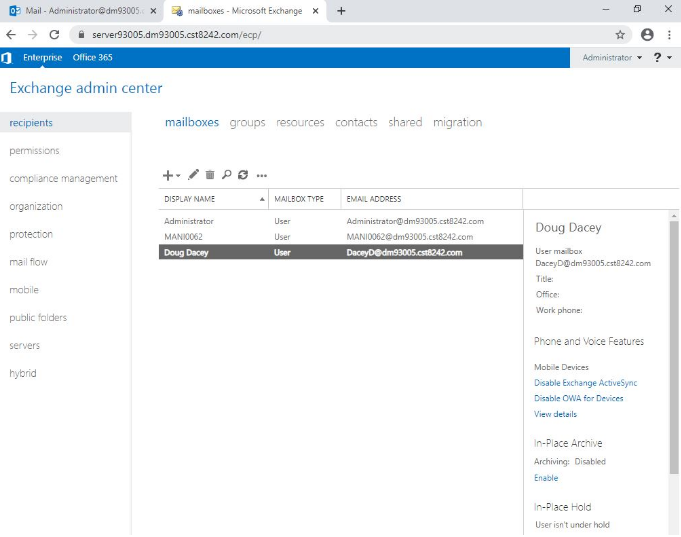 Mail - Administrator@dm93005.
mailboxes - Microsoft Exchange
server93005.dm93005.cst8242.com/ecp/
Enterprise Office 365
Administrator ?
Exchange admin center
recipients
permissions
compliance management
organization
protection
mail flow
mobile
public folders
servers
hybrid
mailboxes groups resources contacts shared migration
DISPLAY NAME MAILBOX TYPE EMAIL ADDRESS
Administrator User Administrator@dm93005.cst8242.com
MANI0062 User MANI0062@dm93005.cst8242.com
Doug Dacey User DaceyD@dm93005.cst8242.com
Doug Dacey
User mailbox
DaceyD@dm93005.cst8242.com
Title:
Office:
Work phone:
Phone and Voice Features
Mobile Devices
Disable Exchange ActiveSync
Disable OWA for Devices
View details
In-Place Archive
Archiving: Disabled
Enable
In-Place Hold
User isn't under hold